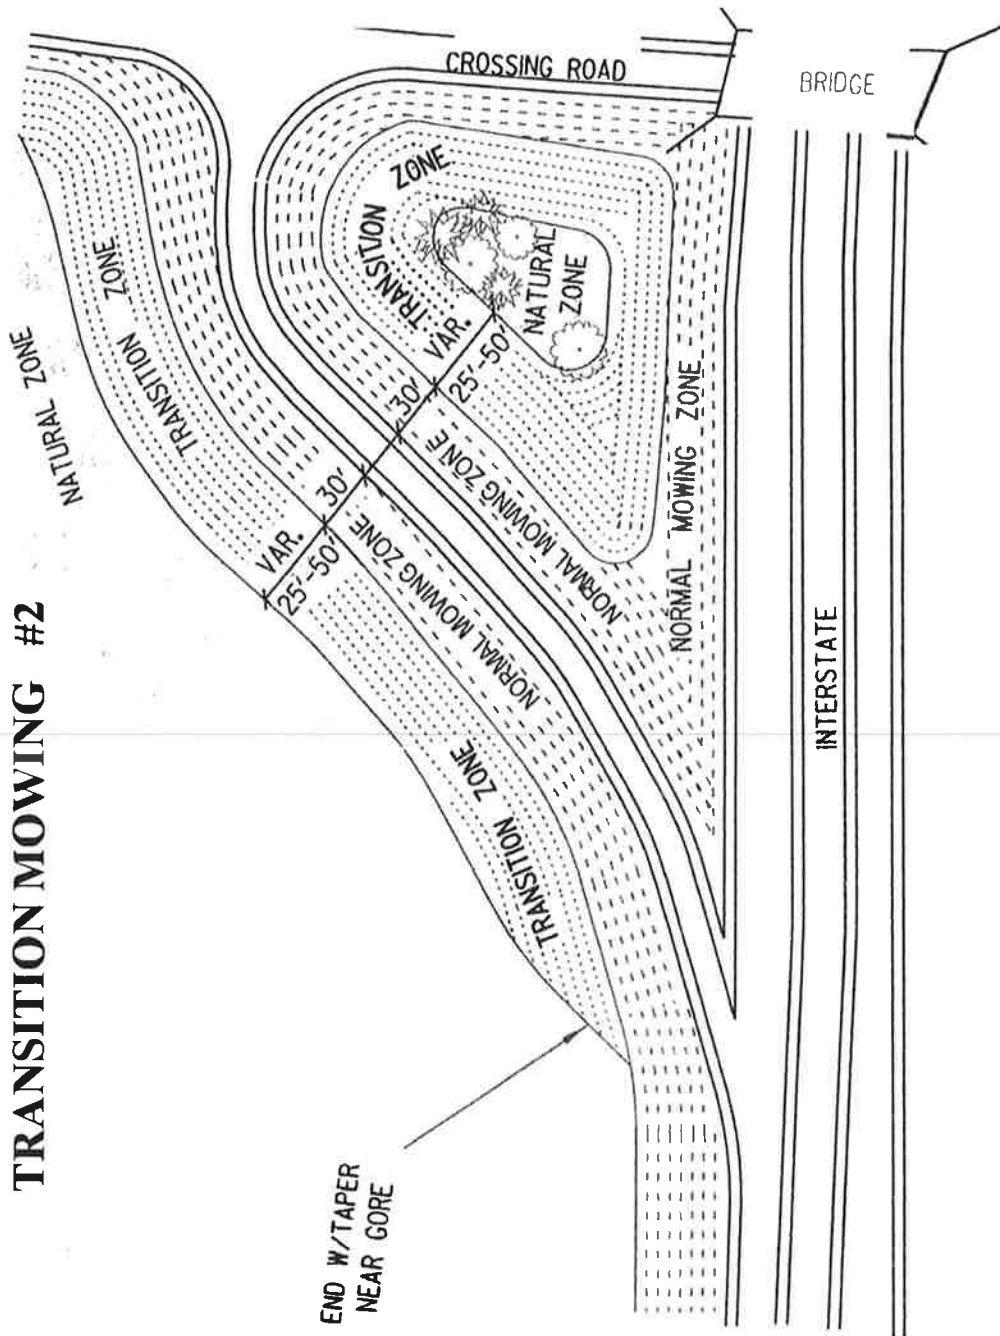 TRANSITION MOWING #2
NATURAL ZONE
TRANSITION ZONE
CROSSING ROAD
BRIDGE
TRANSITION ZONE
NATURAL
ZONE
VAR.
25'-50'
30'
30'
VAR.
25'-50'
NORMAL MOWING ZONE
NORMAL MOWING ZONE
NORMAL MOWING ZONE
TRANSITION ZONE
INTERSTATE
END W/TAPER
NEAR GORE